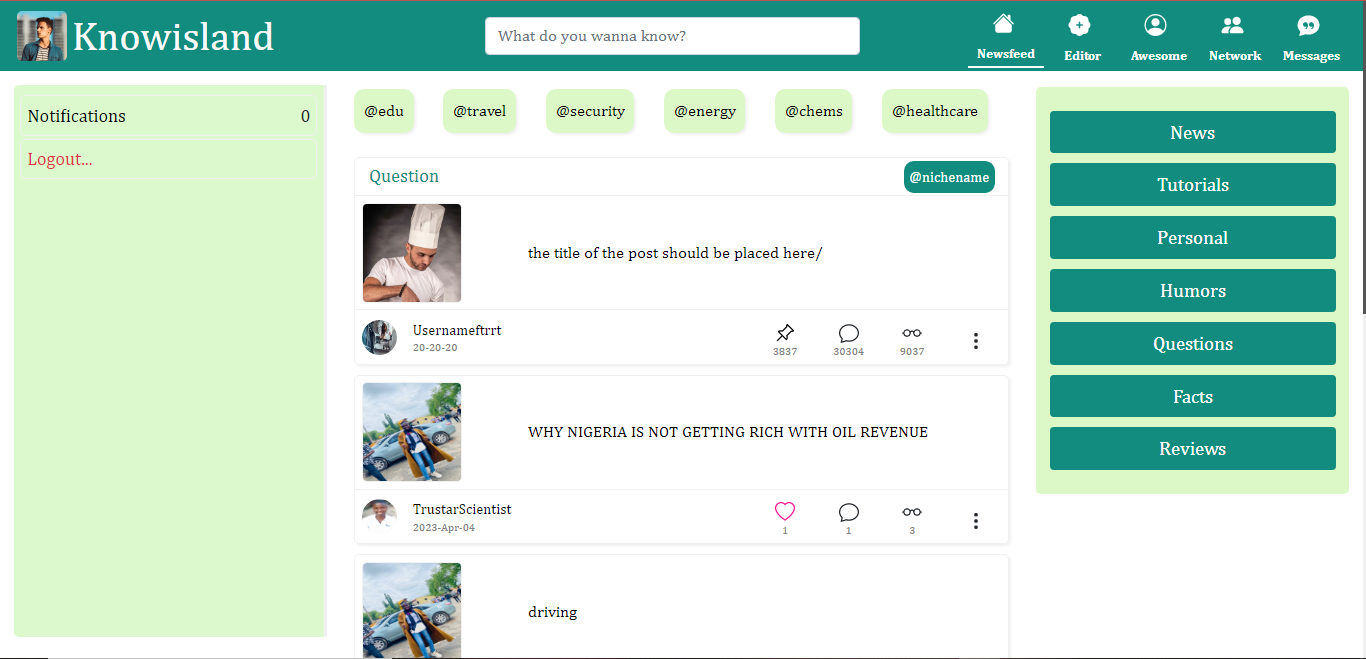 Knowisland
What do you wanna know?
Newsfeed
Editor
Awesome
Network
Messages
Notifications 0
Logout...
@edu @travel @security @energy @chems @healthcare
Question @nichename
the title of the post should be placed here/
Usernameftrrt
20-20-20
3837 30304 9037
WHY NIGERIA IS NOT GETTING RICH WITH OIL REVENUE
TrustarScientist
2023-Apr-04
1 1 3
driving
News
Tutorials
Personal
Humors
Questions
Facts
Reviews